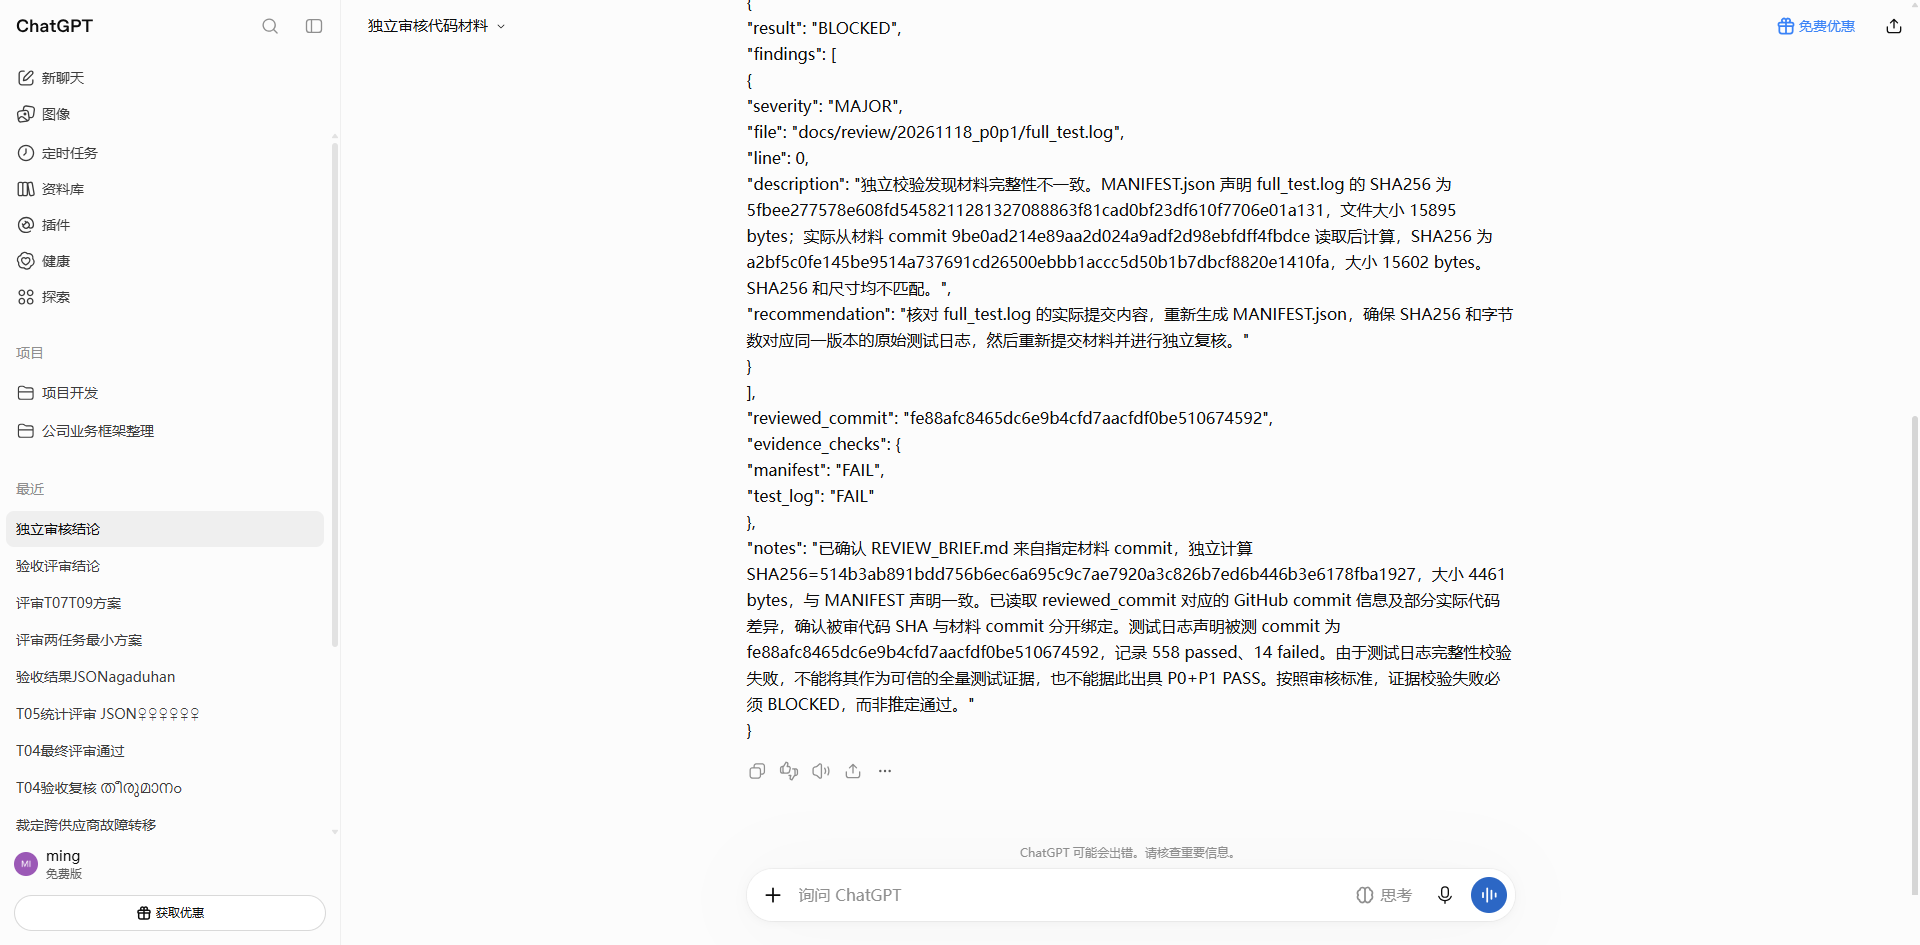 ChatGPT
新聊天
图像
定时任务
资料库
插件
健康
探索
项目
项目开发
公司业务框架整理
最近
独立审核结论
验收评审结论
评审T07T09方案
评审两任务最小方案
验收结果JSONagaduhan
T05统计评审 JSON♀♀♀♀♀♀
T04最终评审通过
T04验收复核 തീരുമാനം
裁定跨供应商故障转移
MI
ming
免费版
获取优惠
独立审核代码材料
免费优惠
{
"result": "BLOCKED",
"findings": [
{
"severity": "MAJOR",
"file": "docs/review/20261118_p0p1/full_test.log",
"line": 0,
"description": "独立校验发现材料完整性不一致。MANIFEST.json 声明 full_test.log 的 SHA256 为
5fbee277578e608fd5458211281327088863f81cad0bf23df610f7706e01a131，文件大小 15895
bytes；实际从材料 commit 9be0ad214e89aa2d024a9adf2d98ebfdff4fbdce 读取后计算，SHA256 为
a2bf5c0fe145be9514a737691cd26500ebbb1accc5d50b1b7dbcf8820e1410fa，大小 15602 bytes。
SHA256 和尺寸均不匹配。",
"recommendation": "核对 full_test.log 的实际提交内容，重新生成 MANIFEST.json，确保 SHA256 和字节
数对应同一版本的原始测试日志，然后重新提交材料并进行独立复核。"
}
],
"reviewed_commit": "fe88afc8465dc6e9b4cfd7aacfdf0be510674592",
"evidence_checks": {
"manifest": "FAIL",
"test_log": "FAIL"
},
"notes": "已确认 REVIEW_BRIEF.md 来自指定材料 commit，独立计算
SHA256=514b3ab891bdd756b6ec6a695c9c7ae7920a3c826b7ed6b446b3e6178fba1927，大小 4461
bytes，与 MANIFEST 声明一致。已读取 reviewed_commit 对应的 GitHub commit 信息及部分实际代码
差异，确认被审代码 SHA 与材料 commit 分开绑定。测试日志声明被测 commit 为
fe88afc8465dc6e9b4cfd7aacfdf0be510674592，记录 558 passed、14 failed。由于测试日志完整性校验
失败，不能将其作为可信的全量测试证据，也不能据此出具 P0+P1 PASS。按照审核标准，证据校验失败必
须 BLOCKED，而非推定通过。"
}
ChatGPT 可能会出错。请核查重要信息。
询问 ChatGPT
思考